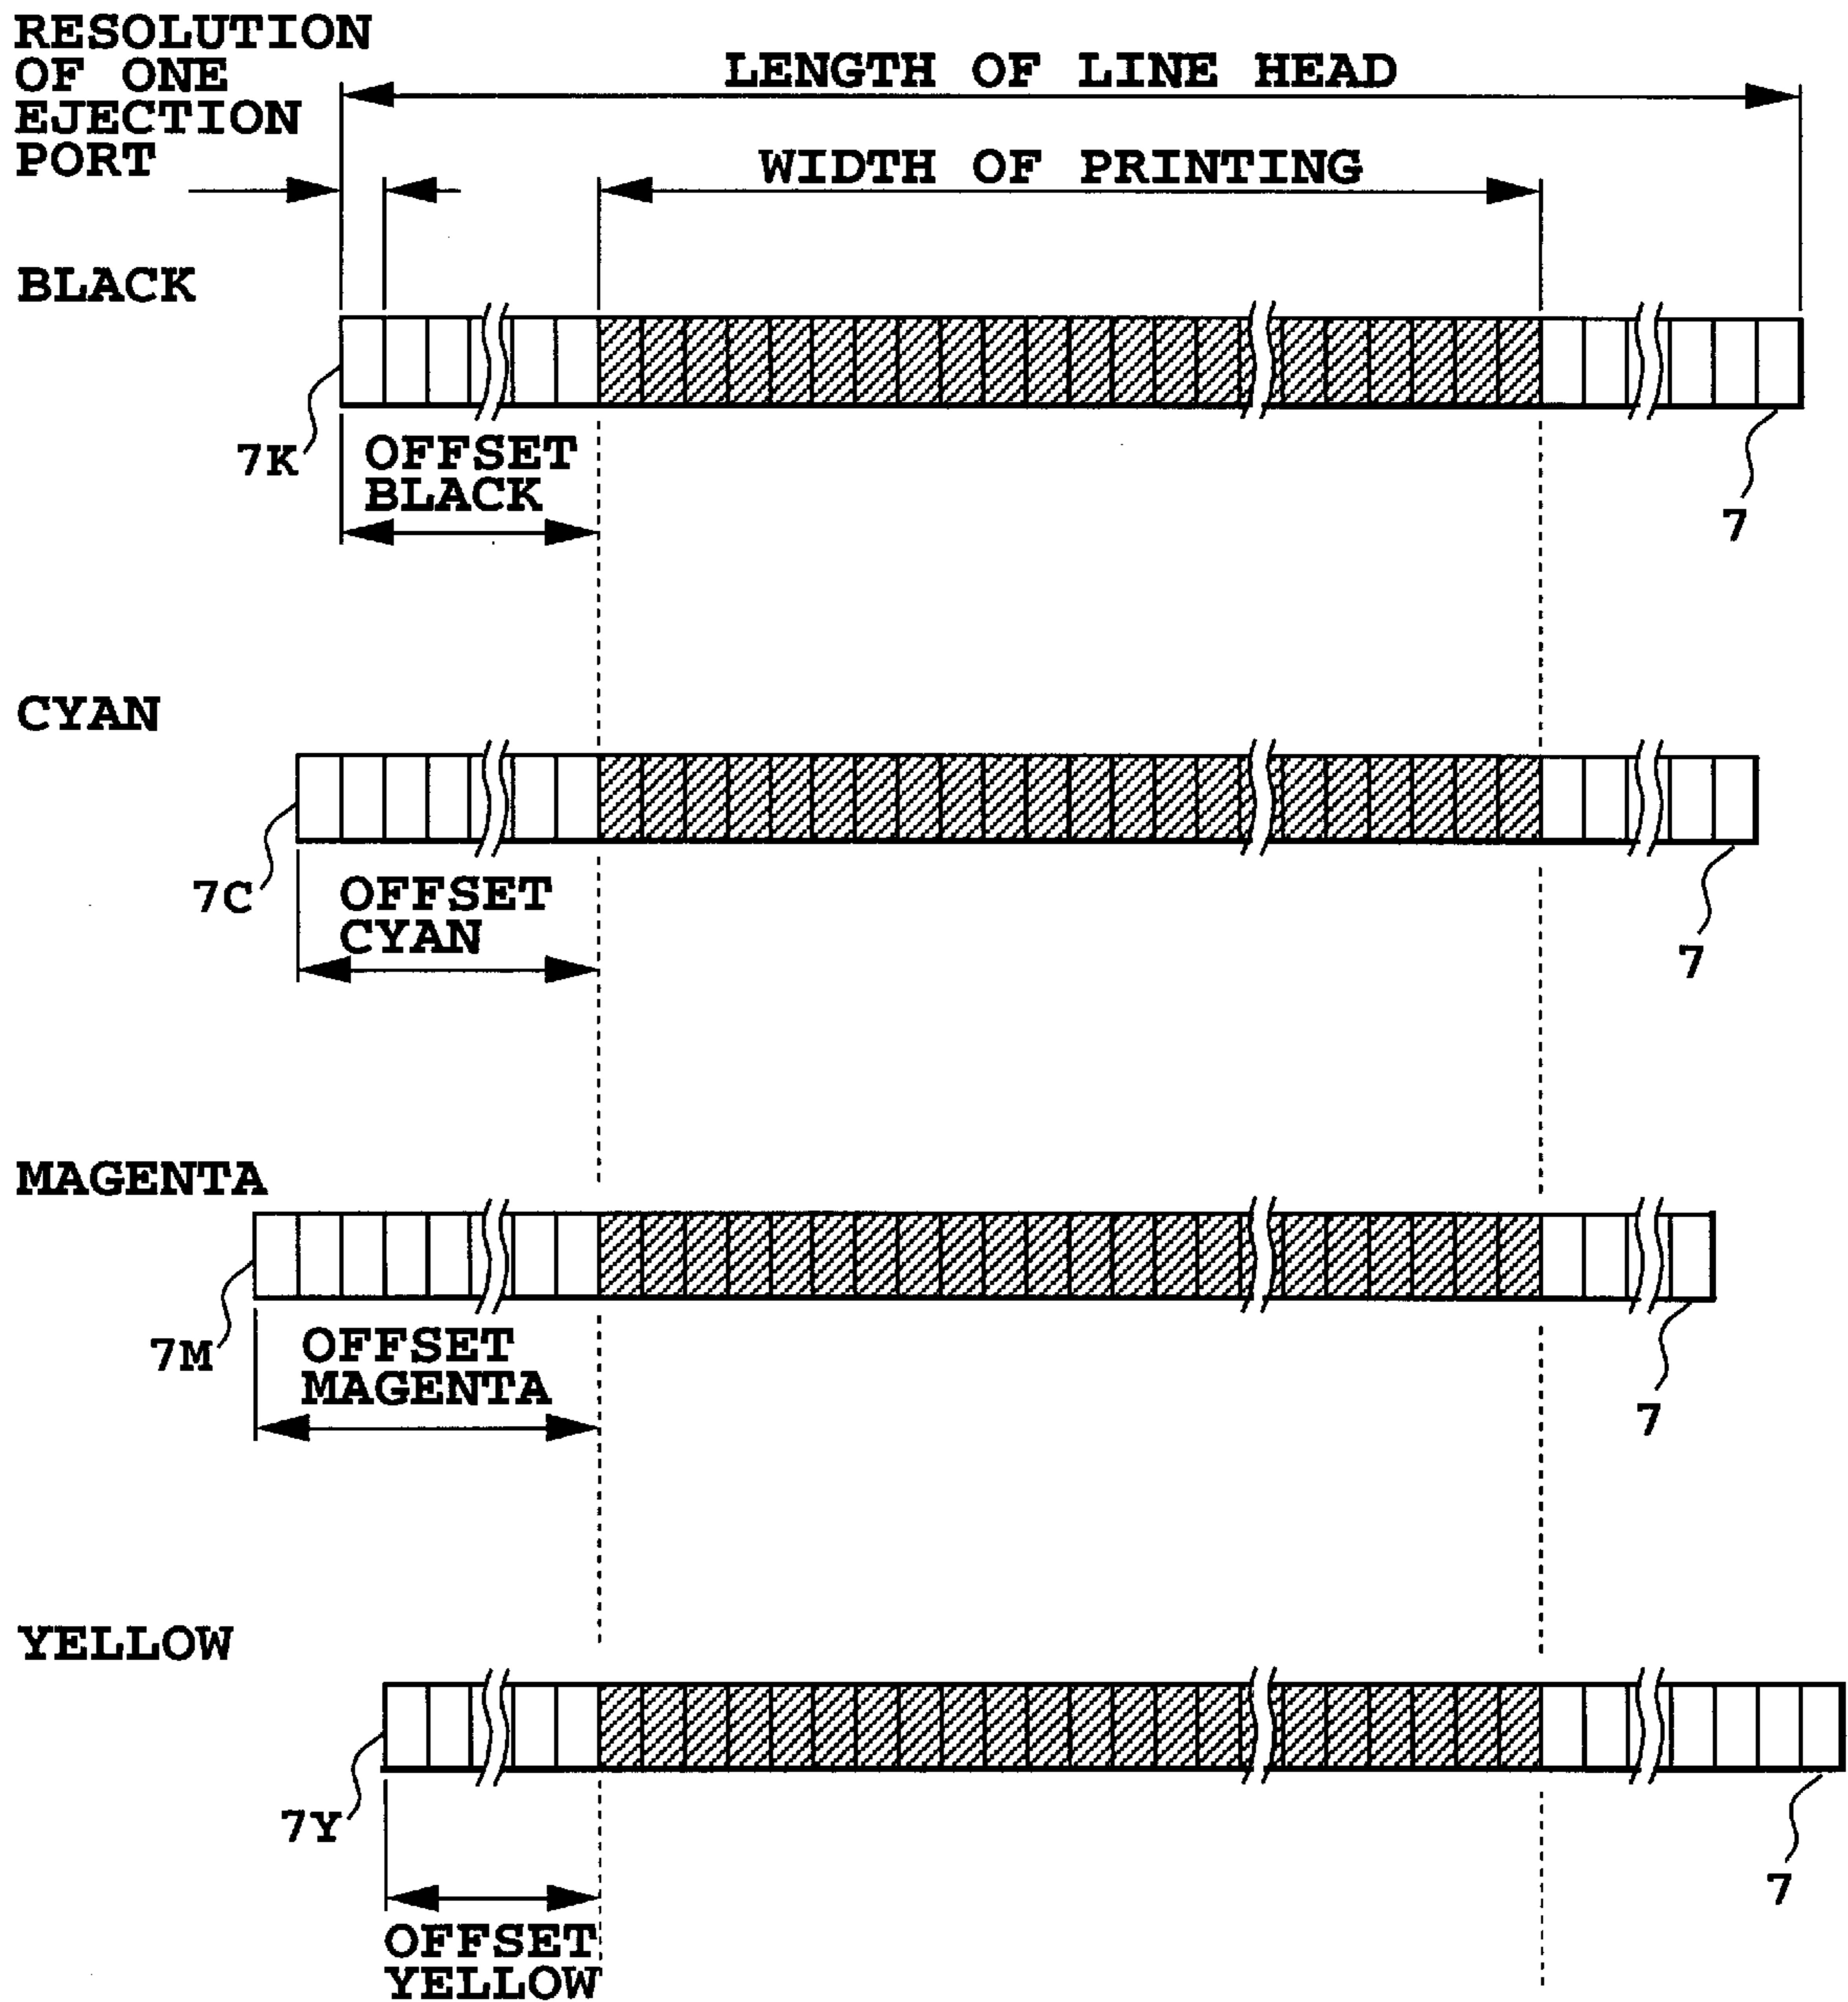 RESOLUTION
OF ONE
EJECTION
PORT
LENGTH OF LINE HEAD
WIDTH OF PRINTING
BLACK
7K
OFFSET
BLACK
7
CYAN
7C
OFFSET
CYAN
7
MAGENTA
7M
OFFSET
MAGENTA
7
YELLOW
7Y
OFFSET
YELLOW
7